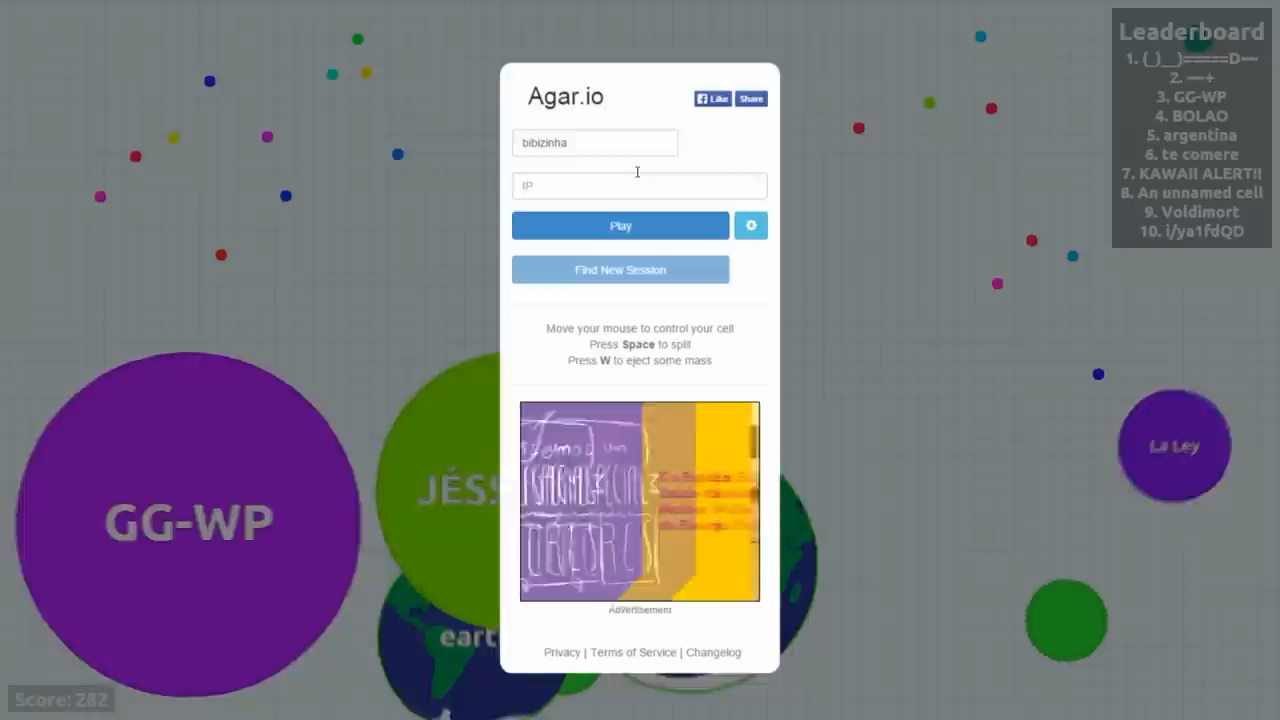 Agar.io
Like
Share
bibizinha
IP
Play
Find New Session
Move your mouse to control your cell
Press Space to split
Press W to eject some mass
Advertisement
Privacy | Terms of Service | Changelog
Leaderboard
1. (_)__)=====D—
2. —+
3. GG-WP
4. BOLAO
5. argentina
6. te comere
7. KAWAII ALERT!!
8. An unnamed cell
9. Voldimort
10. i/ya1fdQD
GG-WP
JÊSS
eart
La Ley
Score: 282